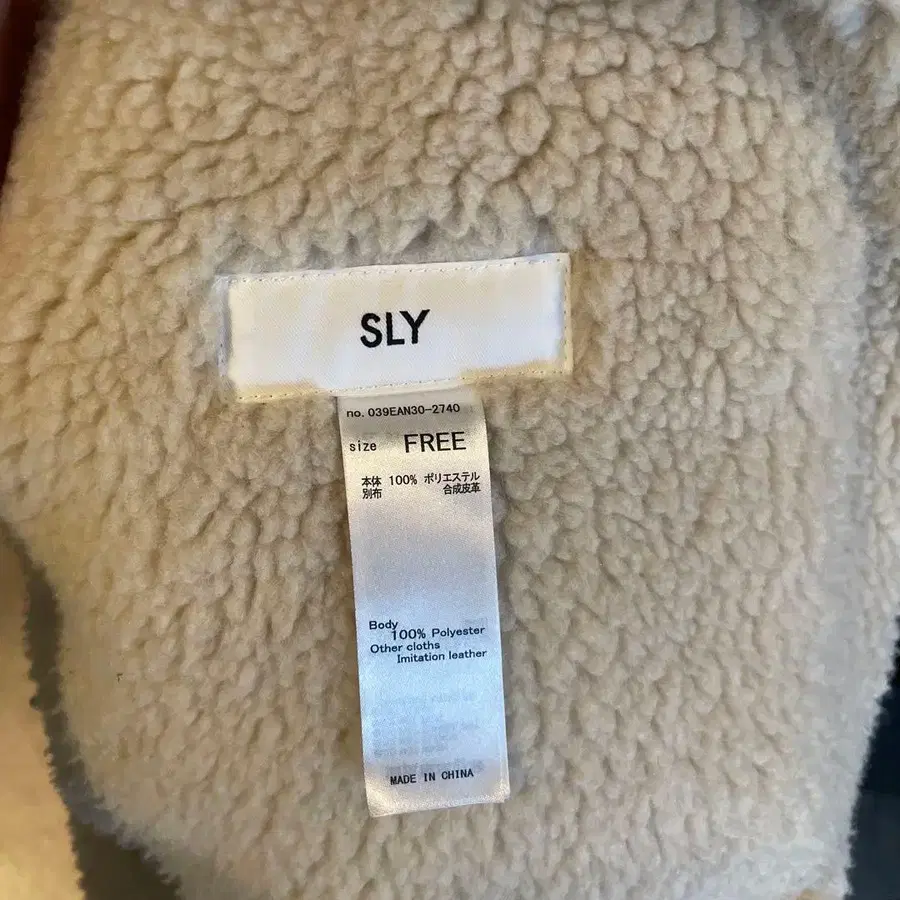 SLY
no. 039EAN30-2740
size FREE
本体 100% ポリエステル
別布 合成皮革
Body
100% Polyester
Other cloths
Imitation leather
MADE IN CHINA